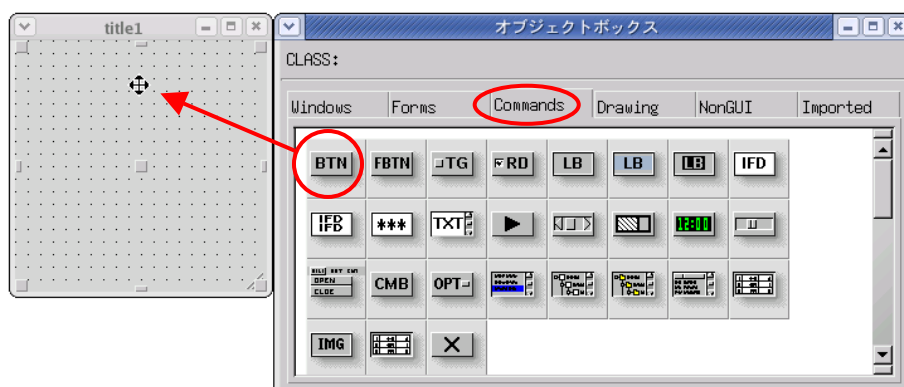 title1
オブジェクトボックス
CLASS:
Windows Forms Commands Drawing NonGUI Imported
BTN FBTN TG RD LB LB LB IFD
IFD IFD *** TXT 12:00
OPEN CMB OPT
IMG